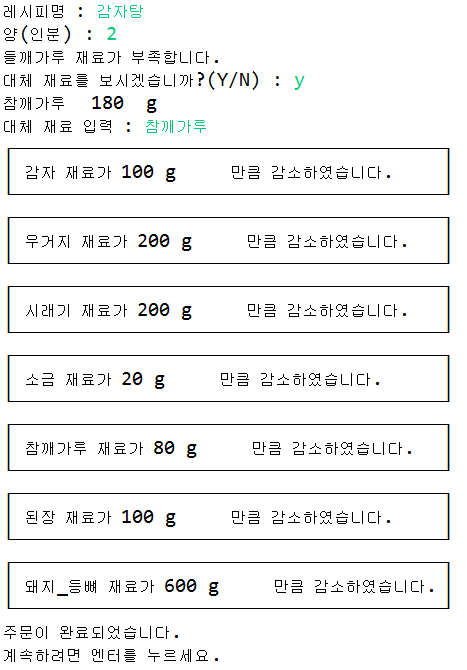 레시피명 : 감자탕
양(인분) : 2
들깨가루 재료가 부족합니다.
대체 재료를 보시겠습니까?(Y/N) : y
참깨가루 180 g
대체 재료 입력 : 참깨가루
감자 재료가 100 g 만큼 감소하였습니다.
우거지 재료가 200 g 만큼 감소하였습니다.
시래기 재료가 200 g 만큼 감소하였습니다.
소금 재료가 20 g 만큼 감소하였습니다.
참깨가루 재료가 80 g 만큼 감소하였습니다.
된장 재료가 100 g 만큼 감소하였습니다.
돼지_등뼈 재료가 600 g 만큼 감소하였습니다.
주문이 완료되었습니다.
계속하려면 엔터를 누르세요.